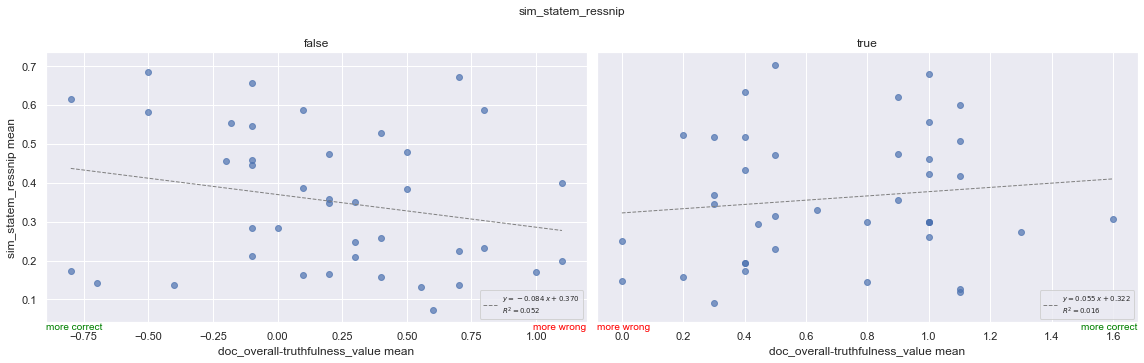 sim_statem_ressnip
false
true
0.7
0.6
0.5
0.4
0.3
0.2
0.1
sim_statem_ressnip mean
y = −0.084 x + 0.370
R² = 0.052
y = 0.055 x + 0.322
R² = 0.016
more correct
more wrong
more wrong
more correct
−0.75 −0.50 −0.25 0.00 0.25 0.50 0.75 1.00
0.0 0.2 0.4 0.6 0.8 1.0 1.2 1.4 1.6
doc_overall-truthfulness_value mean
doc_overall-truthfulness_value mean